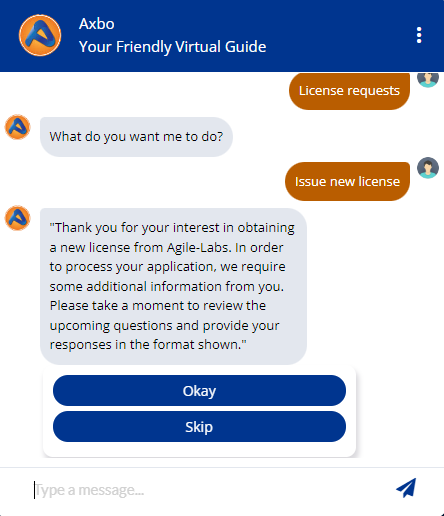 Axbo
Your Friendly Virtual Guide
License requests
What do you want me to do?
Issue new license
"Thank you for your interest in obtaining
a new license from Agile-Labs. In order
to process your application, we require
some additional information from you.
Please take a moment to review the
upcoming questions and provide your
responses in the format shown."
Okay
Skip
Type a message...